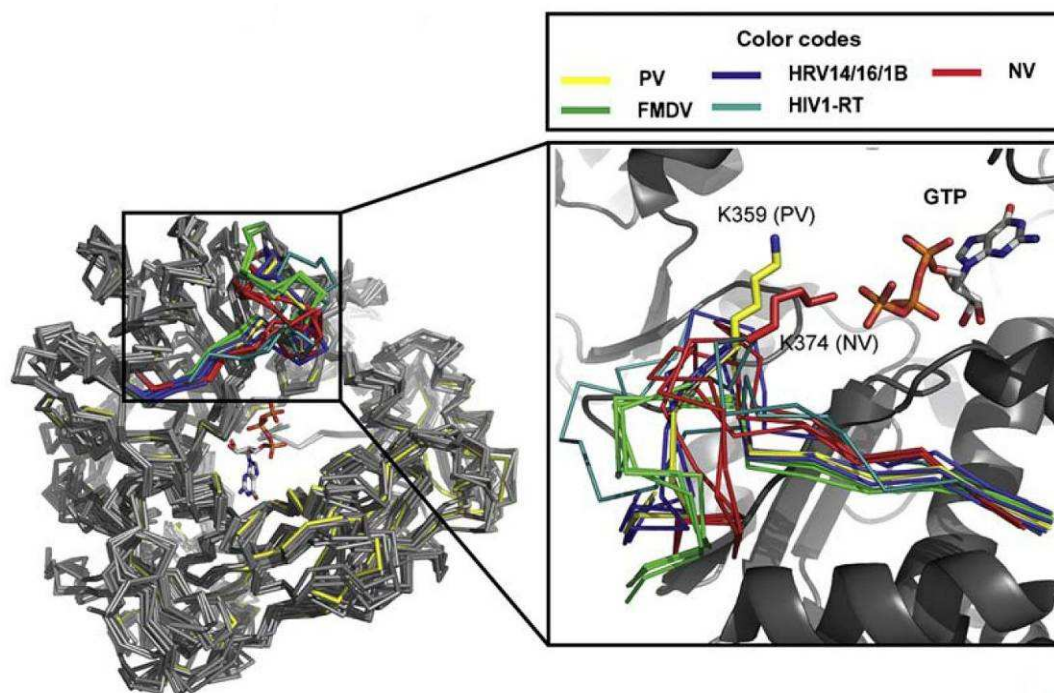 Color codes
PV HRV14/16/1B NV
FMDV HIV1-RT
K359 (PV)
GTP
K374 (NV)